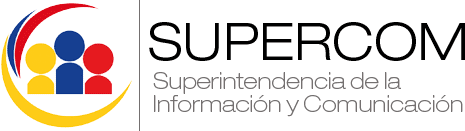 SUPERCOM
Superintendencia de la
Información y Comunicación